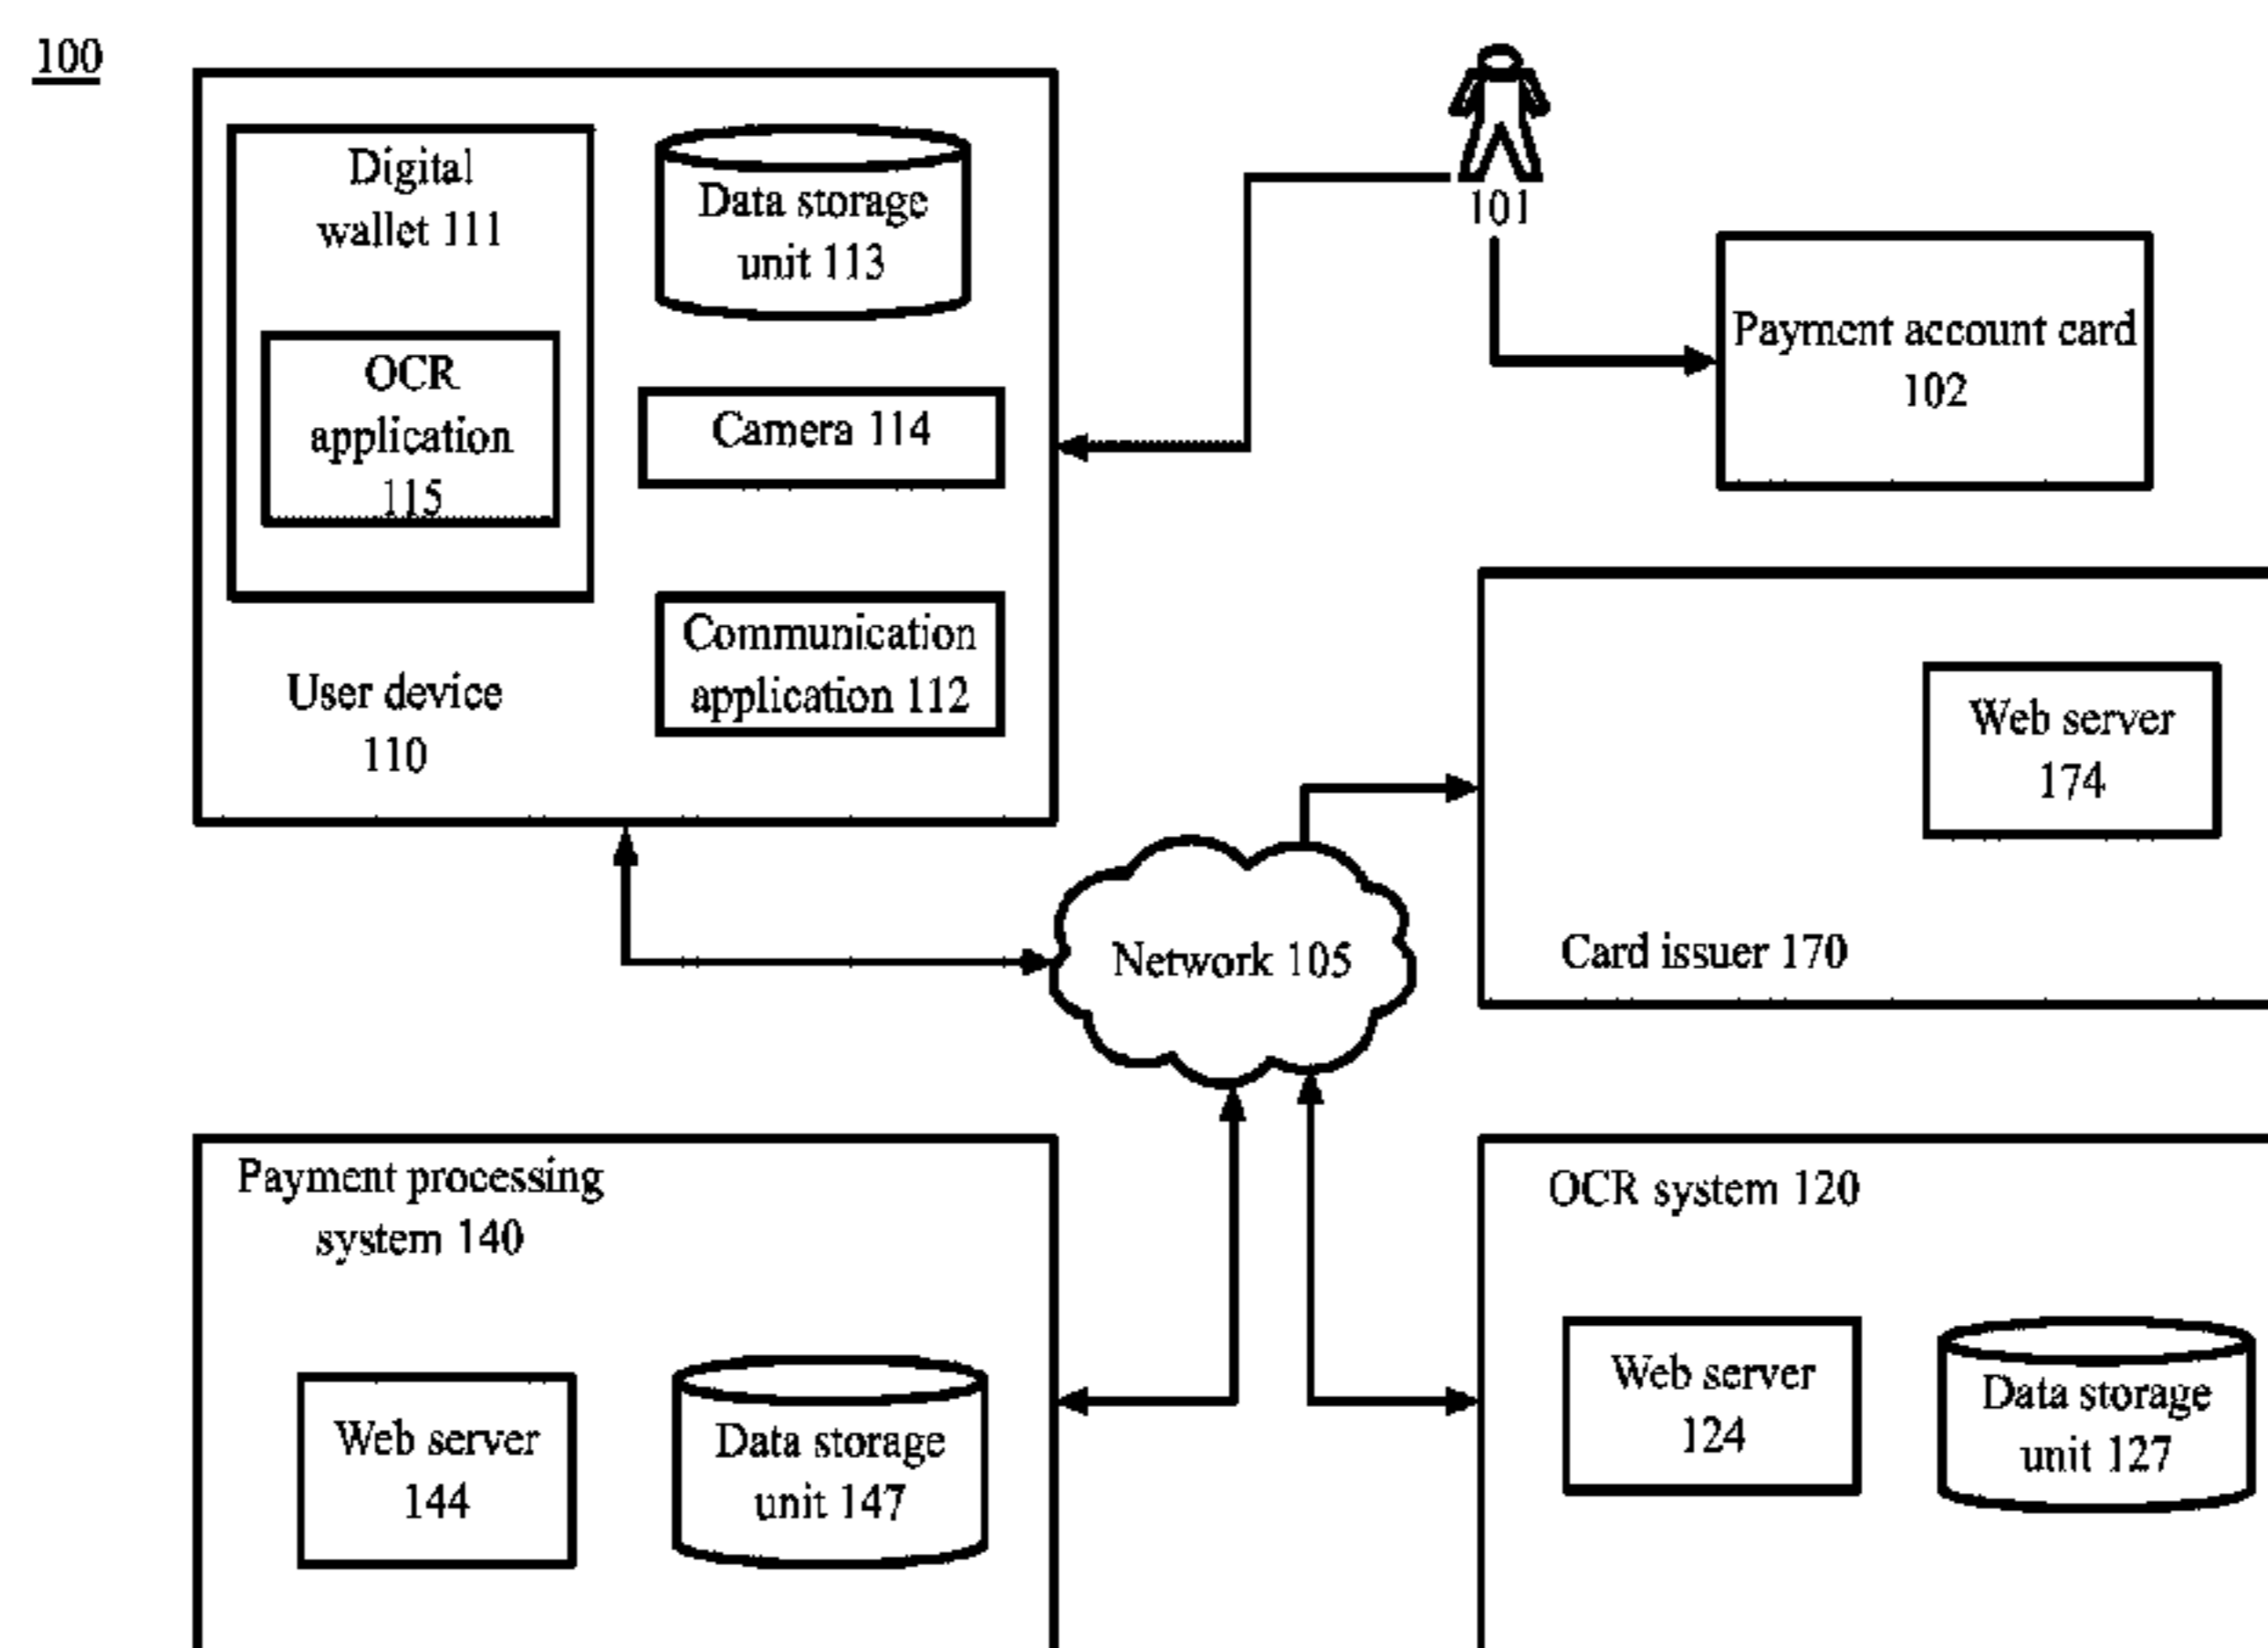 100
Digital
wallet 111
OCR
application
115
Data storage
unit 113
Camera 114
Communication
application 112
User device
110
101
Payment account card
102
Web server
174
Card issuer 170
Network 105
Payment processing
system 140
Web server
144
Data storage
unit 147
OCR system 120
Web server
124
Data storage
unit 127